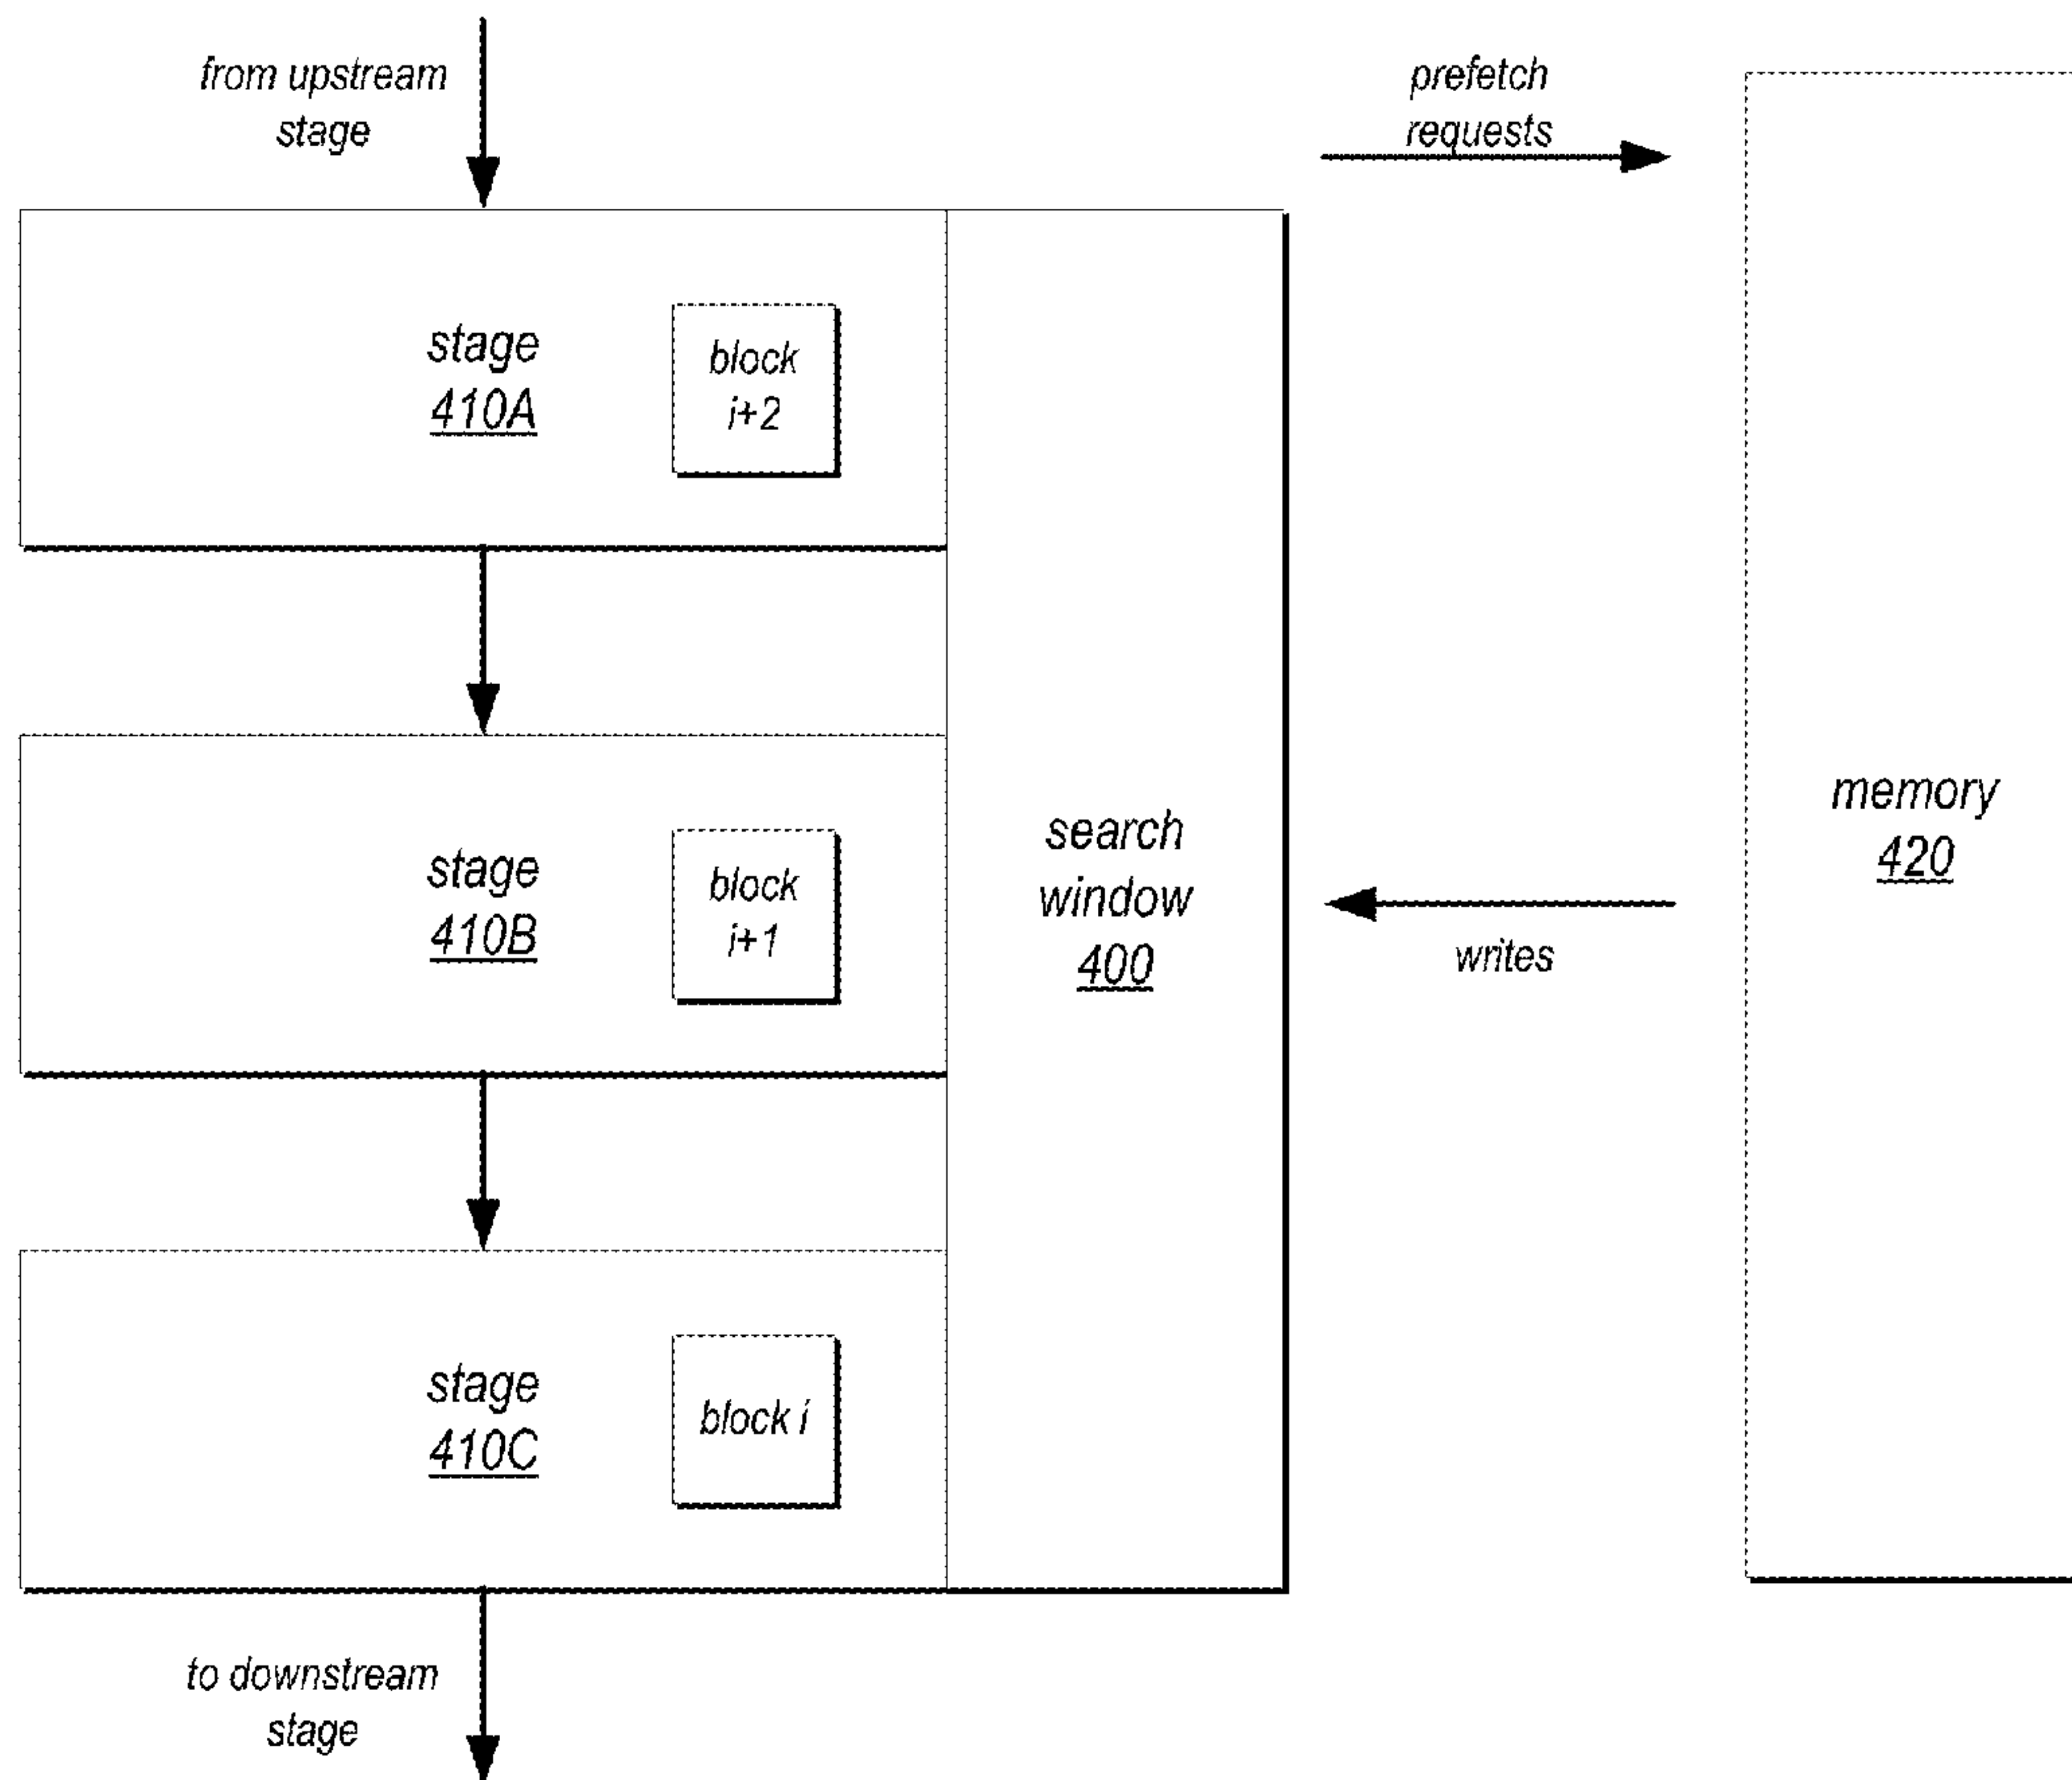 from upstream
stage
prefetch
requests
stage
410A
block
i+2
stage
410B
block
i+1
search
window
400
writes
memory
420
stage
410C
block i
to downstream
stage